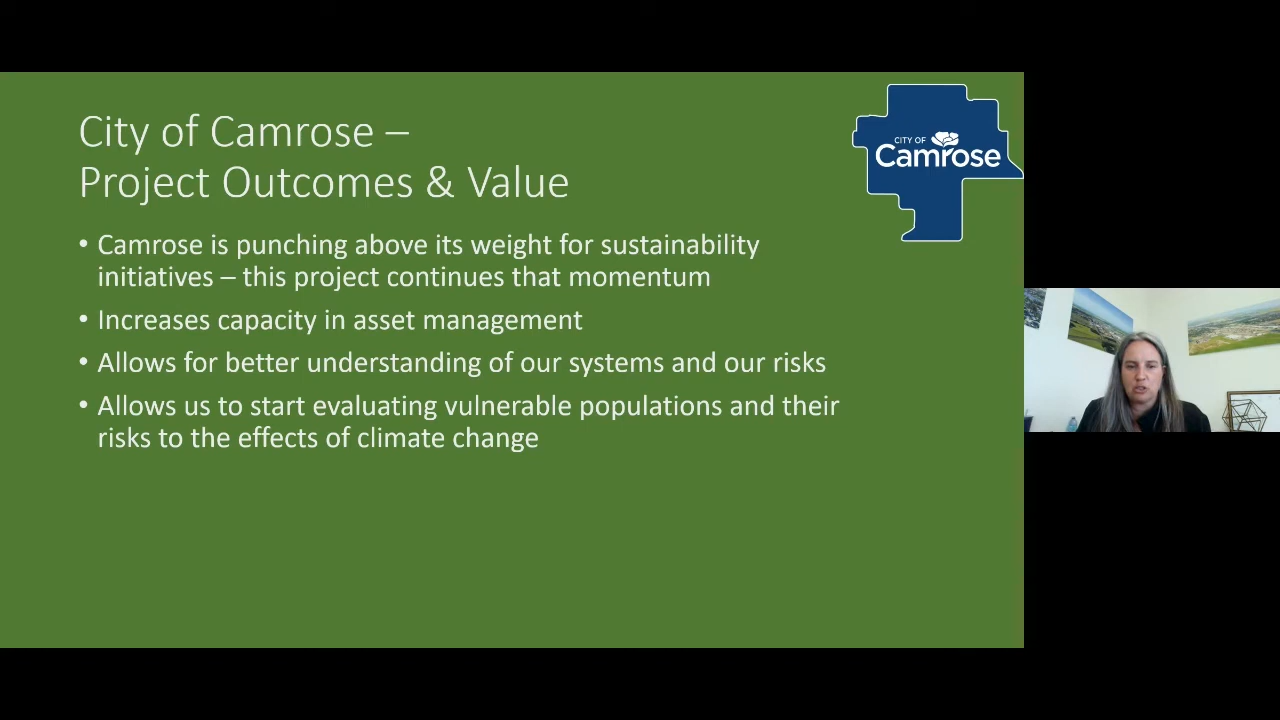 City of Camrose –
Project Outcomes & Value
CITY OF
Camrose
• Camrose is punching above its weight for sustainability
initiatives – this project continues that momentum
• Increases capacity in asset management
• Allows for better understanding of our systems and our risks
• Allows us to start evaluating vulnerable populations and their
risks to the effects of climate change